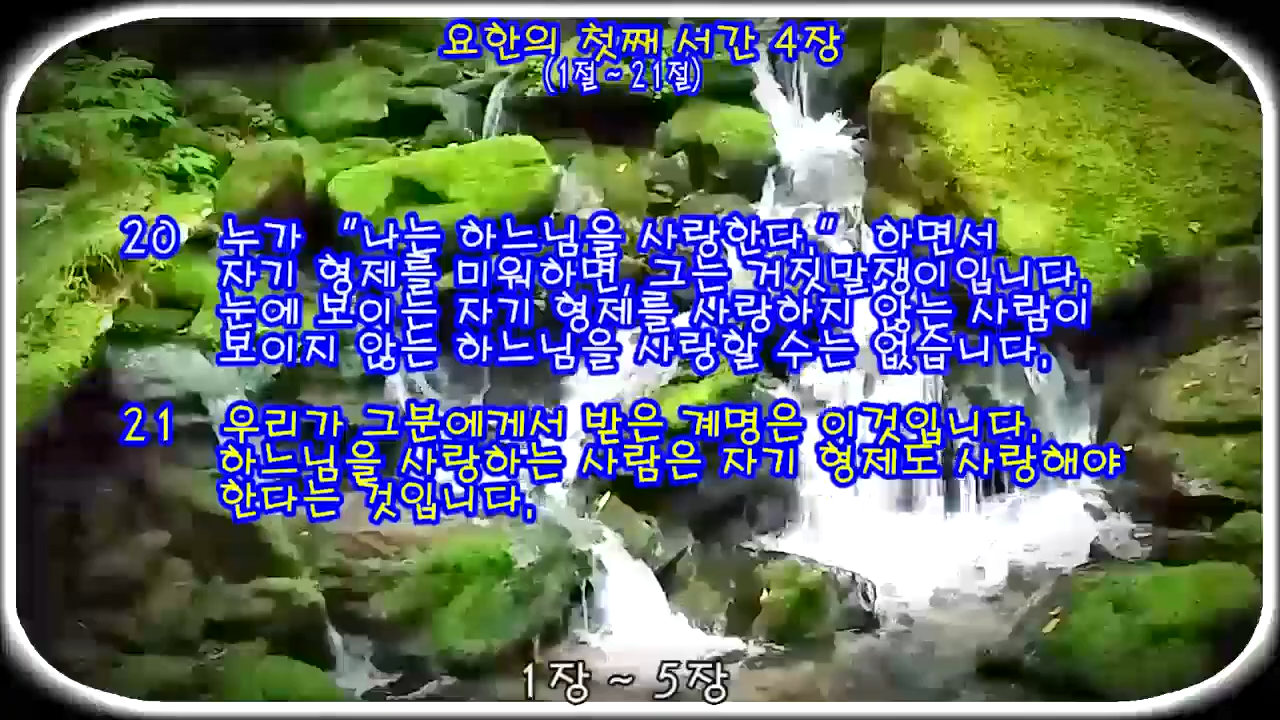 요한의 첫째 서간 4장
(1절 ~ 21절)
20 누가 “나는 하느님을 사랑한다.” 하면서
자기 형제를 미워하면, 그는 거짓말쟁이입니다.
눈에 보이는 자기 형제를 사랑하지 않는 사람이
보이지 않는 하느님을 사랑할 수는 없습니다.
21 우리가 그분에게서 받은 계명은 이것입니다.
하느님을 사랑하는 사람은 자기 형제도 사랑해야
한다는 것입니다.
1장 ~ 5장